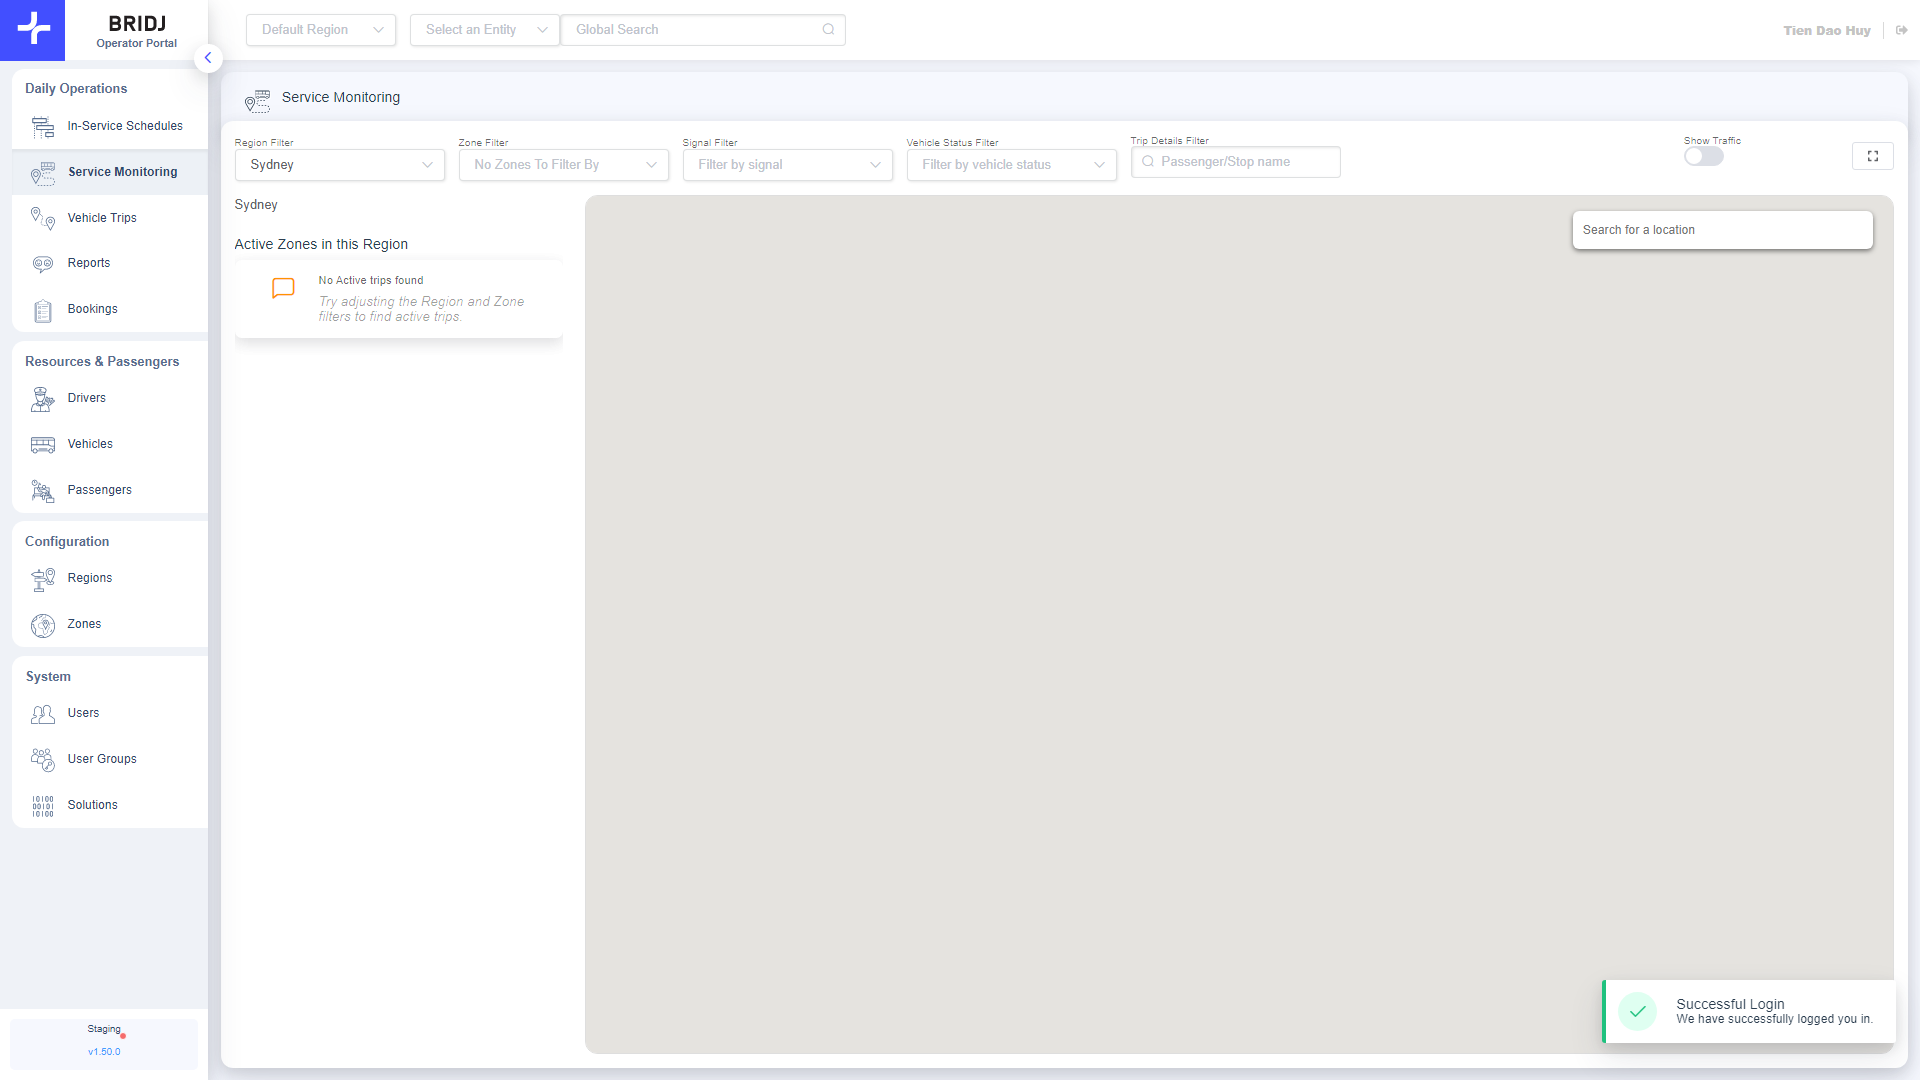 BRIDJ
Operator Portal
Default Region
Select an Entity
Global Search
Tien Dao Huy
Daily Operations
In-Service Schedules
Service Monitoring
Vehicle Trips
Reports
Bookings
Resources & Passengers
Drivers
Vehicles
Passengers
Configuration
Regions
Zones
System
Users
User Groups
Solutions
Staging
v1.50.0
Service Monitoring
Region Filter
Sydney
Zone Filter
No Zones To Filter By
Signal Filter
Filter by signal
Vehicle Status Filter
Filter by vehicle status
Trip Details Filter
Passenger/Stop name
Show Traffic
Sydney
Active Zones in this Region
No Active trips found
Try adjusting the Region and Zone
filters to find active trips.
Search for a location
Successful Login
We have successfully logged you in.